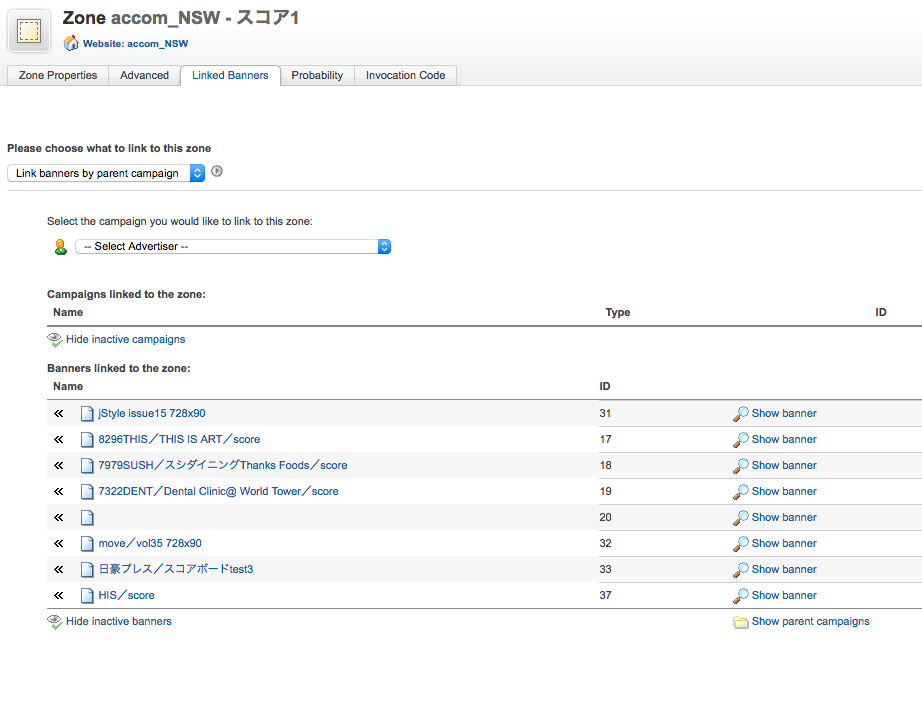 Zone accom_NSW - スコア1
Website: accom_NSW
Zone Properties Advanced Linked Banners Probability Invocation Code
Please choose what to link to this zone
Link banners by parent campaign
Select the campaign you would like to link to this zone:
-- Select Advertiser --
Campaigns linked to the zone:
Name Type ID
Hide inactive campaigns
Banners linked to the zone:
Name ID
jStyle issue15 728x90 31 Show banner
8296THIS／THIS IS ART／score 17 Show banner
7979SUSH／スシダイニングThanks Foods／score 18 Show banner
7322DENT／Dental Clinic@ World Tower／score 19 Show banner
20 Show banner
move／vol35 728x90 32 Show banner
日豪プレス／スコアボードtest3 33 Show banner
HIS／score 37 Show banner
Hide inactive banners Show parent campaigns